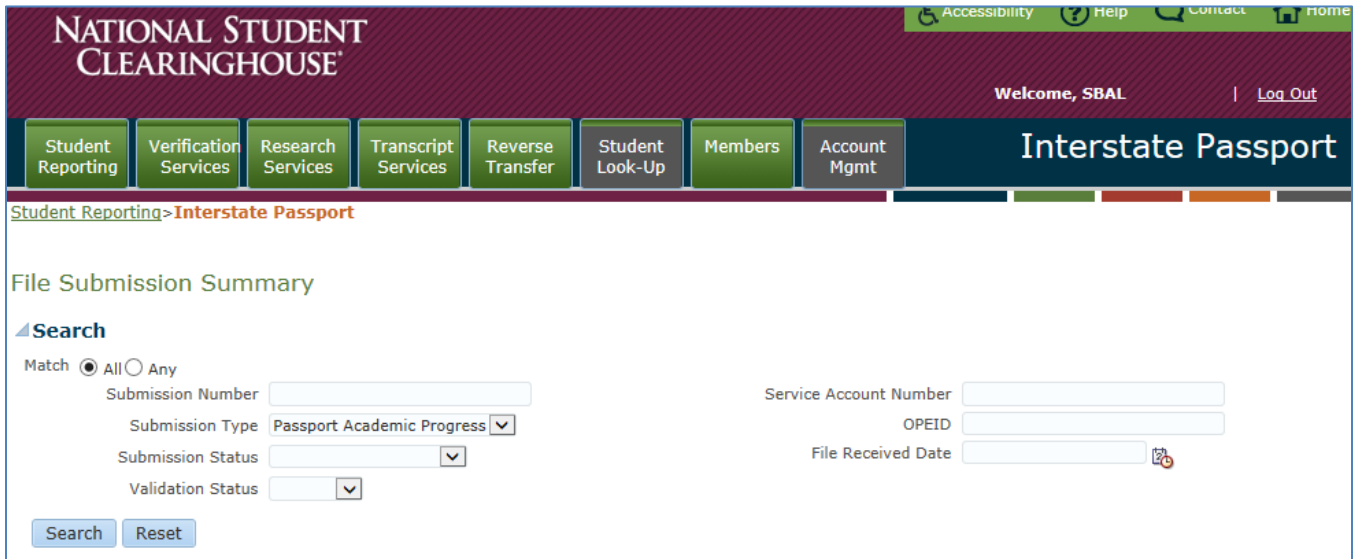 Accessibility Help Contact Home
NATIONAL STUDENT
CLEARINGHOUSE®
Welcome, SBAL | Log Out
Student Reporting
Verification Services
Research Services
Transcript Services
Reverse Transfer
Student Look-Up
Members
Account Mgmt
Interstate Passport
Student Reporting>Interstate Passport
File Submission Summary
Search
Match All Any
Submission Number
Submission Type Passport Academic Progress
Submission Status
Validation Status
Service Account Number
OPEID
File Received Date
Search Reset